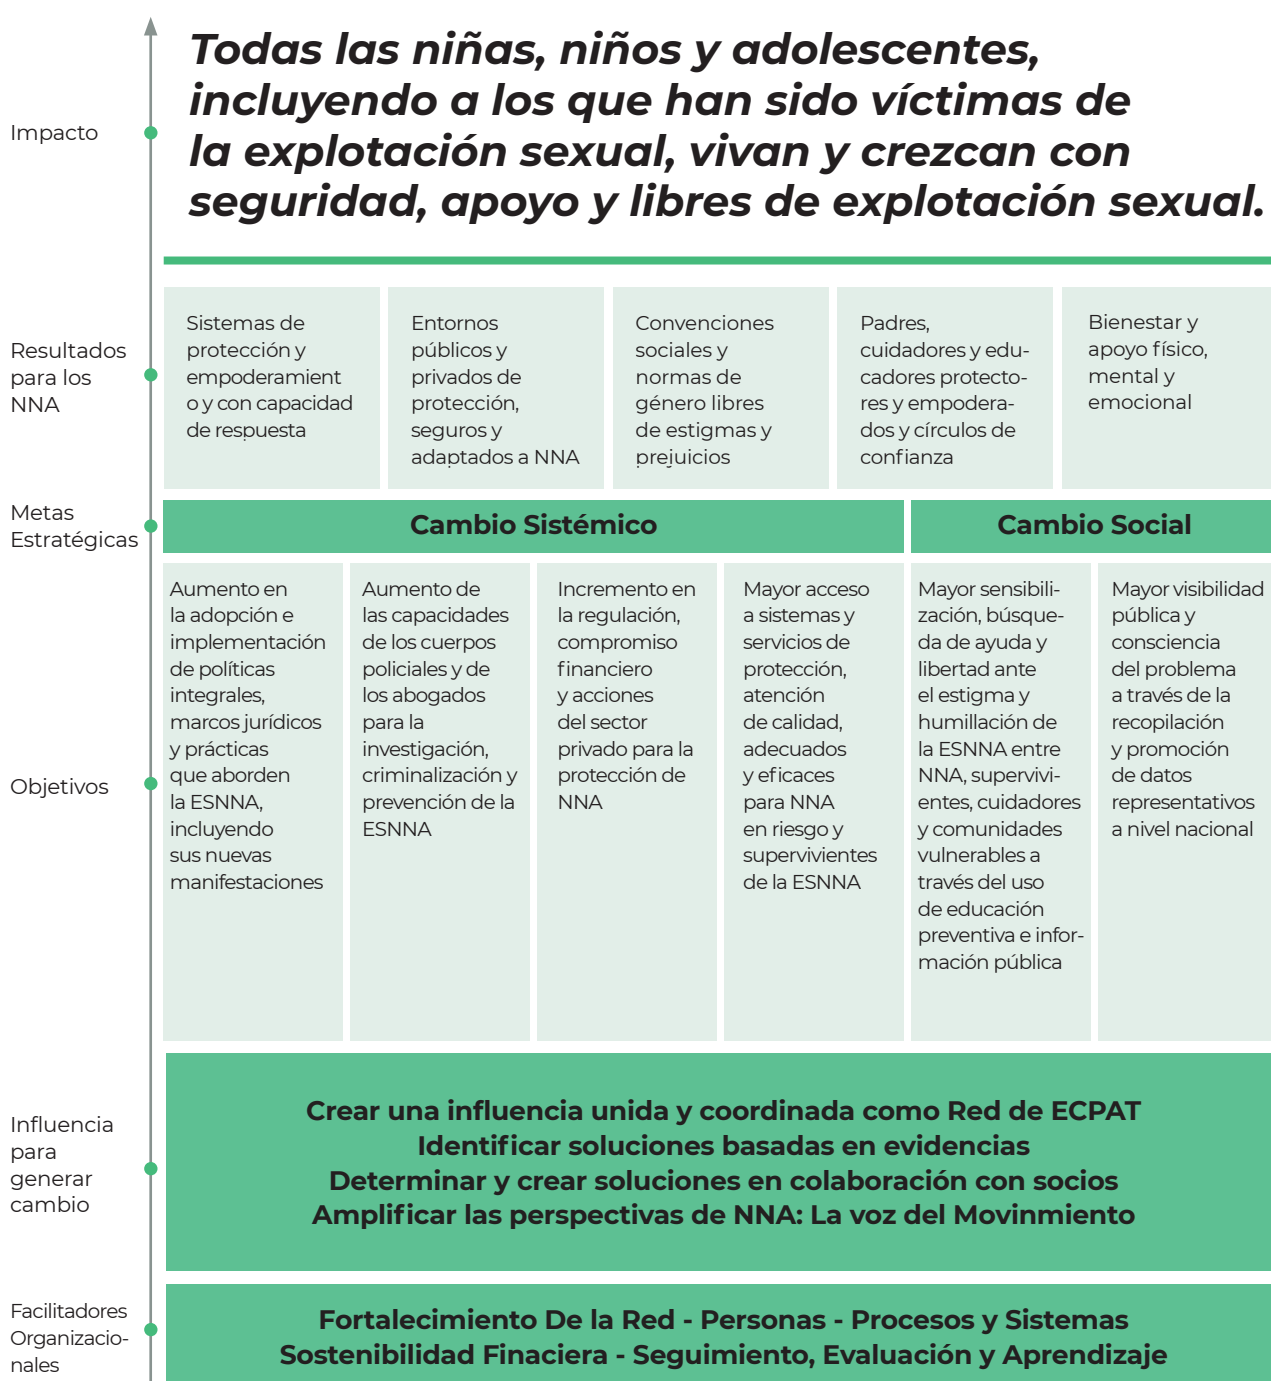 Impacto
Todas las niñas, niños y adolescentes,
incluyendo a los que han sido víctimas de
la explotación sexual, vivan y crezcan con
seguridad, apoyo y libres de explotación sexual.
Resultados
para los
NNA
Sistemas de
protección y
empoderamient
o y con capacidad
de respuesta
Entornos
públicos y
privados de
protección,
seguros y
adaptados a NNA
Convenciones
sociales y
normas de
género libres
de estigmas y
prejuicios
Padres,
cuidadores y edu-
cadores protecto-
res y empodera-
dos y círculos de
confianza
Bienestar y
apoyo físico,
mental y
emocional
Metas
Estratégicas
Cambio Sistémico
Cambio Social
Objetivos
Aumento en
la adopción e
implementación
de políticas
integrales,
marcos jurídicos
y prácticas
que aborden
la ESNNA,
incluyendo
sus nuevas
manifestaciones
Aumento de
las capacidades
de los cuerpos
policiales y de
los abogados
para la
investigación,
criminalización y
prevención de la
ESNNA
Incremento en
la regulación,
compromiso
financiero
y acciones
del sector
privado para la
protección de
NNA
Mayor acceso
a sistemas y
servicios de
protección,
atención
de calidad,
adecuados
y eficaces
para NNA
en riesgo y
supervivientes
de la ESNNA
Mayor sensibili-
zación, búsque-
da de ayuda y
libertad ante
el estigma y
humillación de
la ESNNA entre
NNA, supervivi-
entes, cuidadores
y comunidades
vulnerables a
través del uso
de educación
preventiva e infor-
mación pública
Mayor visibilidad
pública y
consciencia
del problema
a través de la
recopilación
y promoción
de datos
representativos
a nivel nacional
Influencia
para
generar
cambio
Crear una influencia unida y coordinada como Red de ECPAT
Identificar soluciones basadas en evidencias
Determinar y crear soluciones en colaboración con socios
Amplificar las perspectivas de NNA: La voz del Movinmiento
Facilitadores
Organizacio-
nales
Fortalecimiento De la Red - Personas - Procesos y Sistemas
Sostenibilidad Finaciera - Seguimiento, Evaluación y Aprendizaje